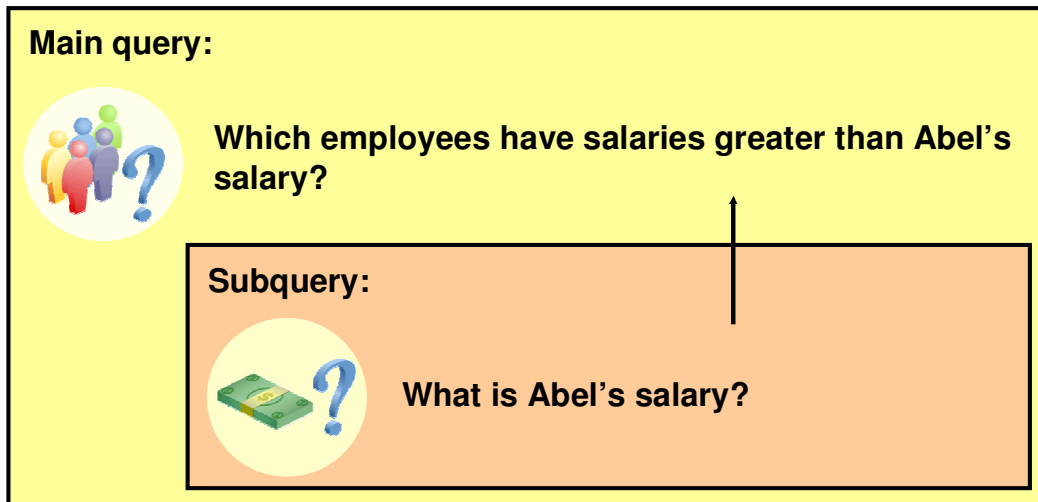 Main query:
Which employees have salaries greater than Abel’s
salary?
Subquery:
What is Abel’s salary?